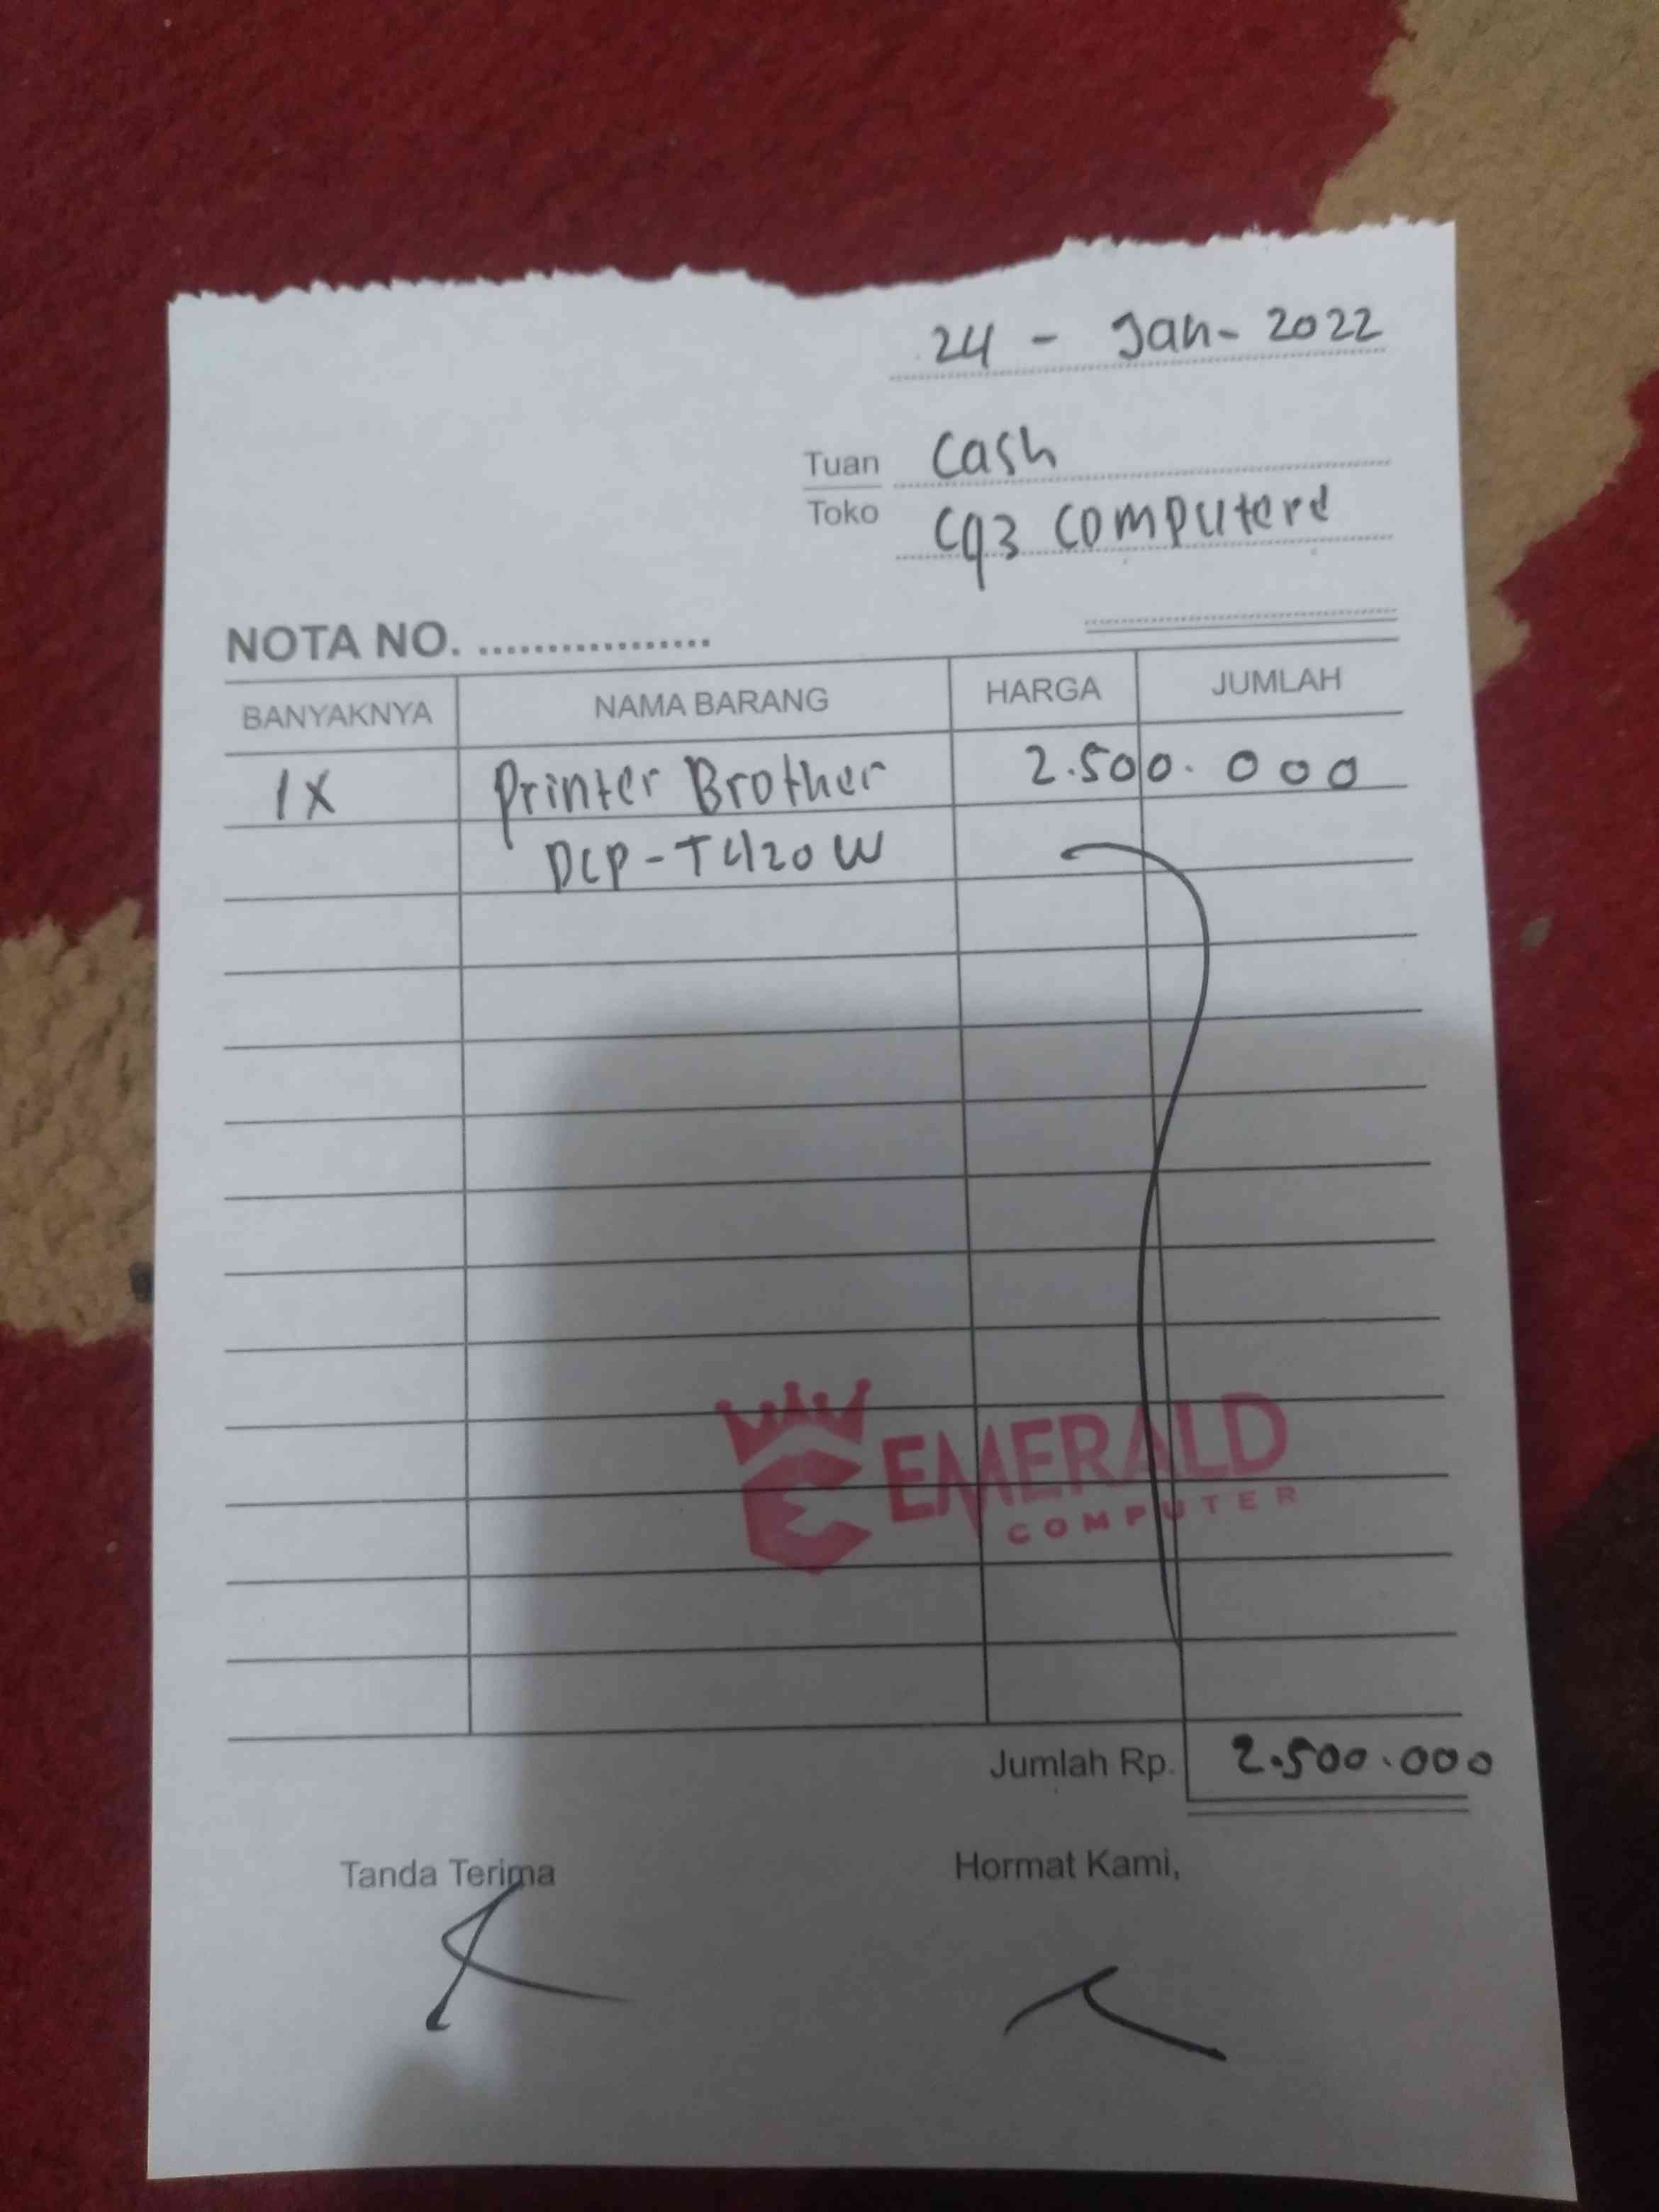 24 - Jan - 2022
Tuan Cash
Toko cq3 computere
NOTA NO. ..................
BANYAKNYA NAMA BARANG HARGA JUMLAH
1X Printer Brother 2.500.000
DCP-T420W
EMERALD
COMPUTER
Jumlah Rp. 2.500.000
Tanda Terima Hormat Kami,